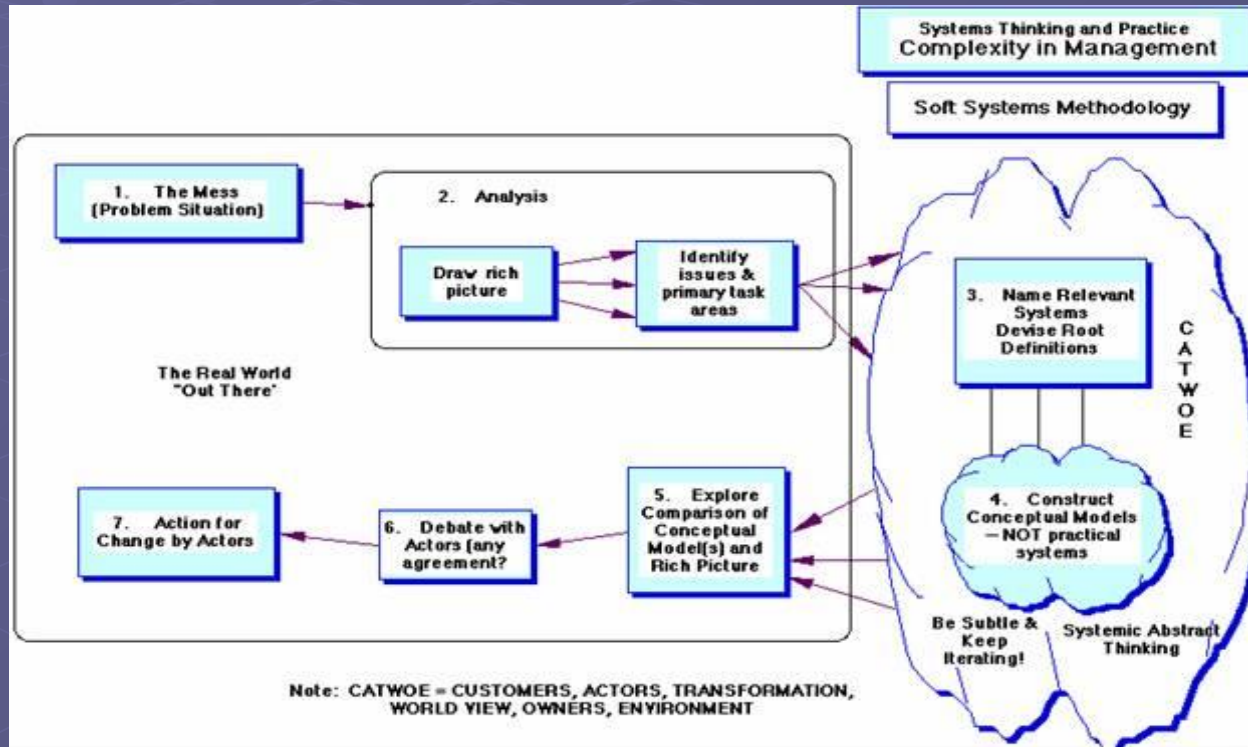 Systems Thinking and Practice
Complexity in Management
Soft Systems Methodology
1. The Mess
(Problem Situation)
2. Analysis
Draw rich
picture
Identify
issues &
primary task
areas
3. Name Relevant
Systems
Devise Root
Definitions
C
A
T
W
O
E
The Real World
"Out There"
4. Construct
Conceptual Models
—NOT practical
systems
5. Explore
Comparison of
Conceptual
Model(s) and
Rich Picture
6. Debate with
Actors (any
agreement?
7. Action for
Change by Actors
Be Subtle &
Keep
Iterating!
Systemic Abstract
Thinking
Note: CATWOE = CUSTOMERS, ACTORS, TRANSFORMATION,
WORLD VIEW, OWNERS, ENVIRONMENT